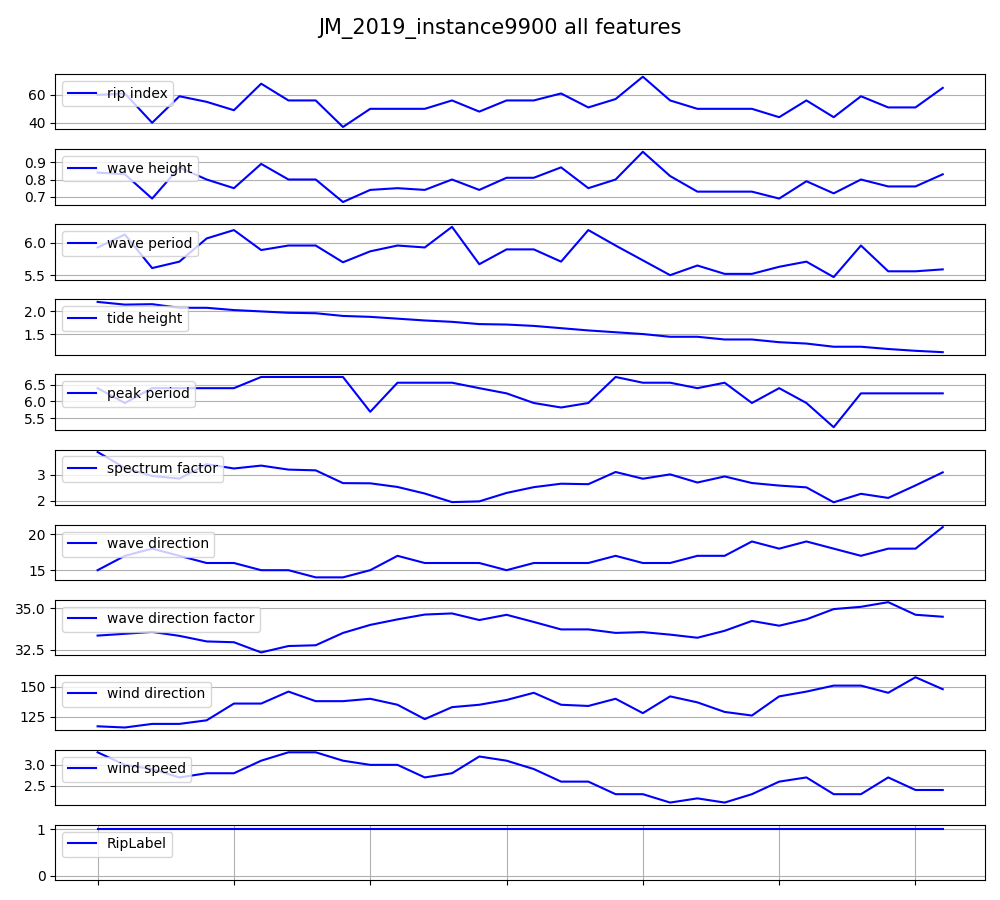 JM_2019_instance9900 all features
60
40
rip index
0.9
0.8
0.7
wave height
6.0
5.5
wave period
2.0
1.5
tide height
6.5
6.0
5.5
peak period
3
2
spectrum factor
20
15
wave direction
35.0
32.5
wave direction factor
150
125
wind direction
3.0
2.5
wind speed
1
0
RipLabel